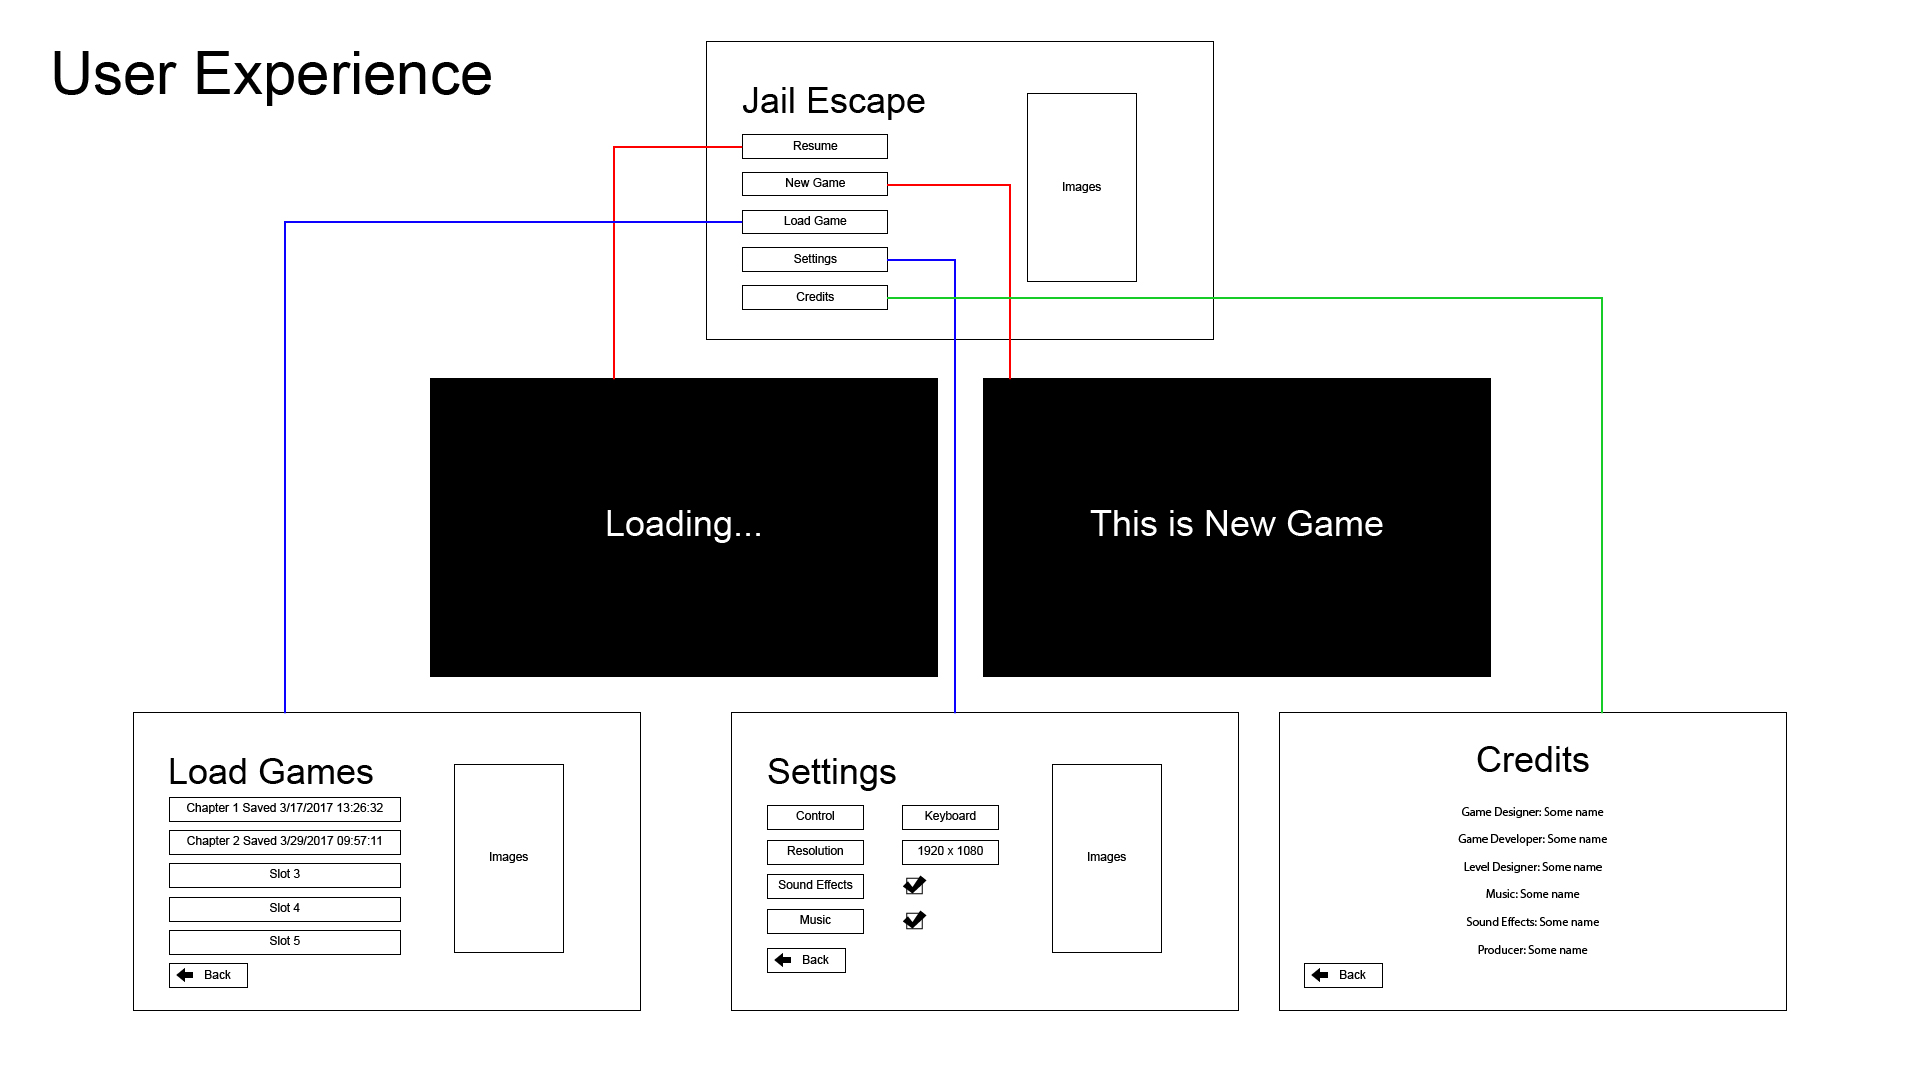 User Experience
Jail Escape
Resume
New Game
Load Game
Settings
Credits
Images
Loading...
This is New Game
Load Games
Chapter 1 Saved 3/17/2017 13:26:32
Chapter 2 Saved 3/29/2017 09:57:11
Slot 3
Slot 4
Slot 5
Back
Images
Settings
Control
Keyboard
Resolution
1920 x 1080
Sound Effects
Music
Back
Images
Credits
Game Designer: Some name
Game Developer: Some name
Level Designer: Some name
Music: Some name
Sound Effects: Some name
Producer: Some name
Back